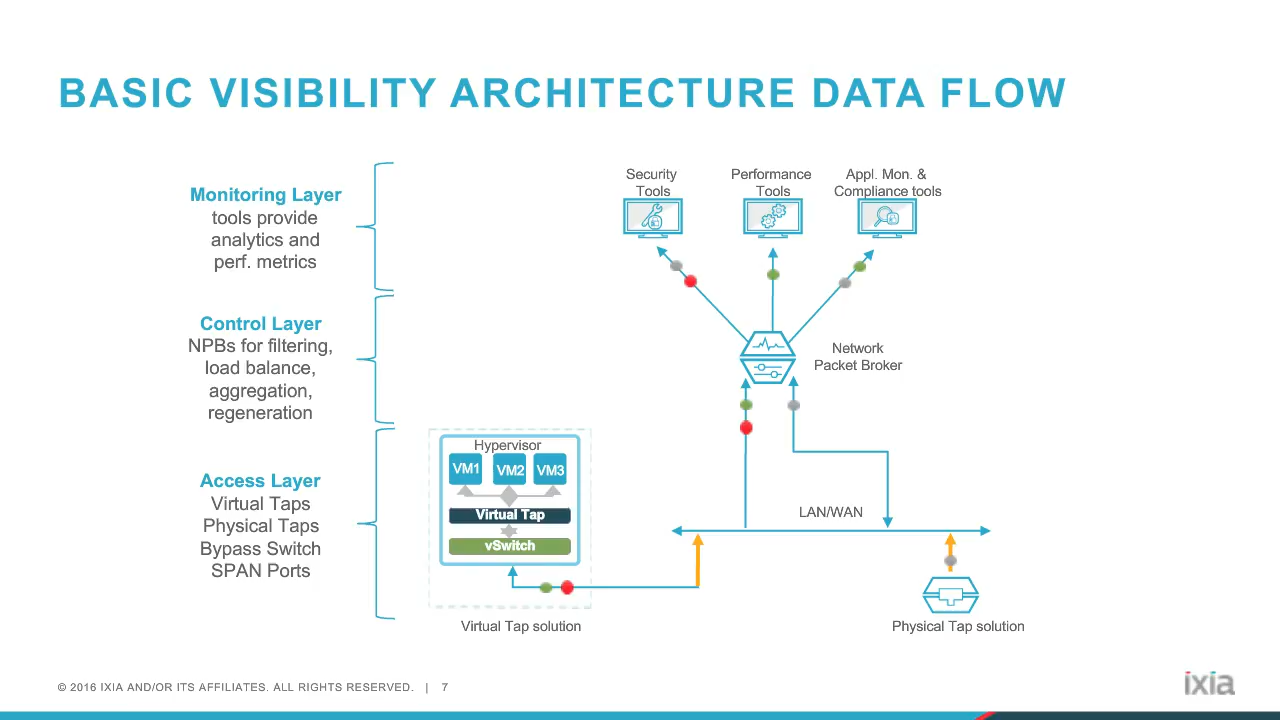 BASIC VISIBILITY ARCHITECTURE DATA FLOW
Monitoring Layer
tools provide
analytics and
perf. metrics
Control Layer
NPBs for filtering,
load balance,
aggregation,
regeneration
Access Layer
Virtual Taps
Physical Taps
Bypass Switch
SPAN Ports
Security
Tools
Performance
Tools
Appl. Mon. &
Compliance tools
Network
Packet Broker
Hypervisor
VM1 VM2 VM3
Virtual Tap
vSwitch
LAN/WAN
Virtual Tap solution
Physical Tap solution
© 2016 IXIA AND/OR ITS AFFILIATES. ALL RIGHTS RESERVED. | 7
ixia